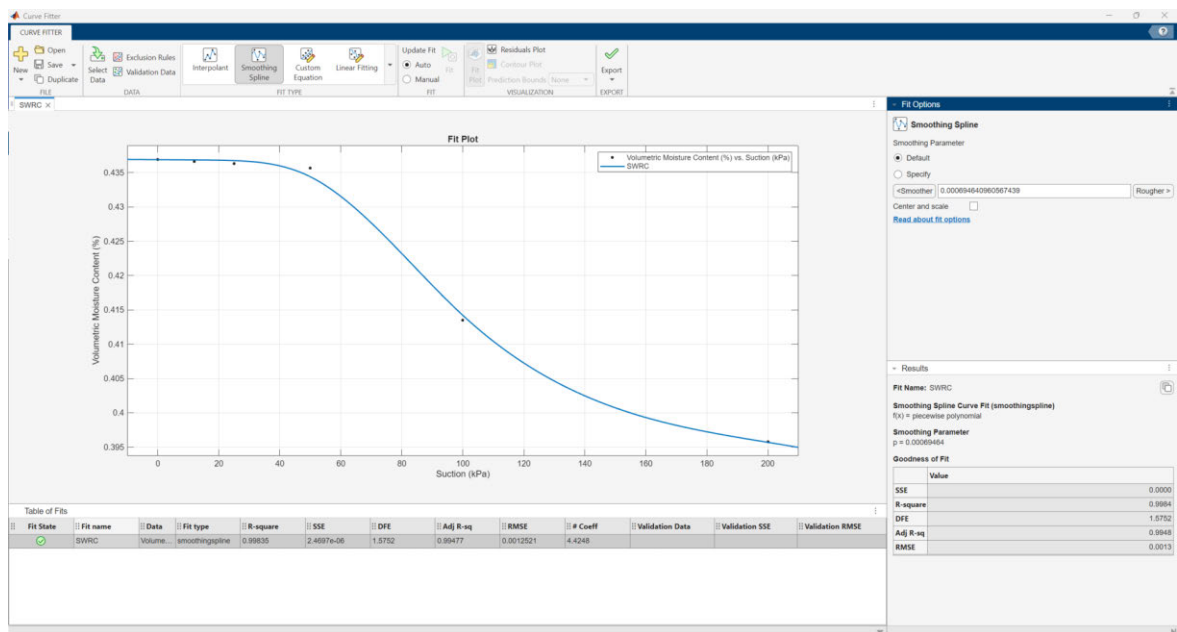 Curve Fitter
CURVE FITTER
New
Open
Save
Duplicate
FILE
Select Data
Exclusion Rules
Validation Data
DATA
Interpolant
Smoothing Spline
Custom Equation
Linear Fitting
FIT TYPE
Update Fit
Auto
Manual
Fit
FIT
Fit Plot
Residuals Plot
Contour Plot
Prediction Bounds None
VISUALIZATION
Export
EXPORT
SWRC
Fit Plot
Volumetric Moisture Content (%) vs. Suction (kPa)
SWRC
Volumetric Moisture Content (%)
0.435
0.43
0.425
0.42
0.415
0.41
0.405
0.4
0.395
0 20 40 60 80 100 120 140 160 180 200
Suction (kPa)
Table of Fits
Fit State Fit name Data Fit type R-square SSE DFE Adj R-sq RMSE # Coeff Validation Data Validation SSE Validation RMSE
SWRC Volume... smoothingspline 0.99835 2.4697e-06 1.5752 0.99477 0.0012521 4.4248
Fit Options
Smoothing Spline
Smoothing Parameter
Default
Specify
<Smoother 0.000694640960567439 Rougher >
Center and scale
Read about fit options
Results
Fit Name: SWRC
Smoothing Spline Curve Fit (smoothingspline)
f(x) = piecewise polynomial
Smoothing Parameter
p = 0.00069464
Goodness of Fit
Value
SSE 0.0000
R-square 0.9984
DFE 1.5752
Adj R-sq 0.9948
RMSE 0.0013